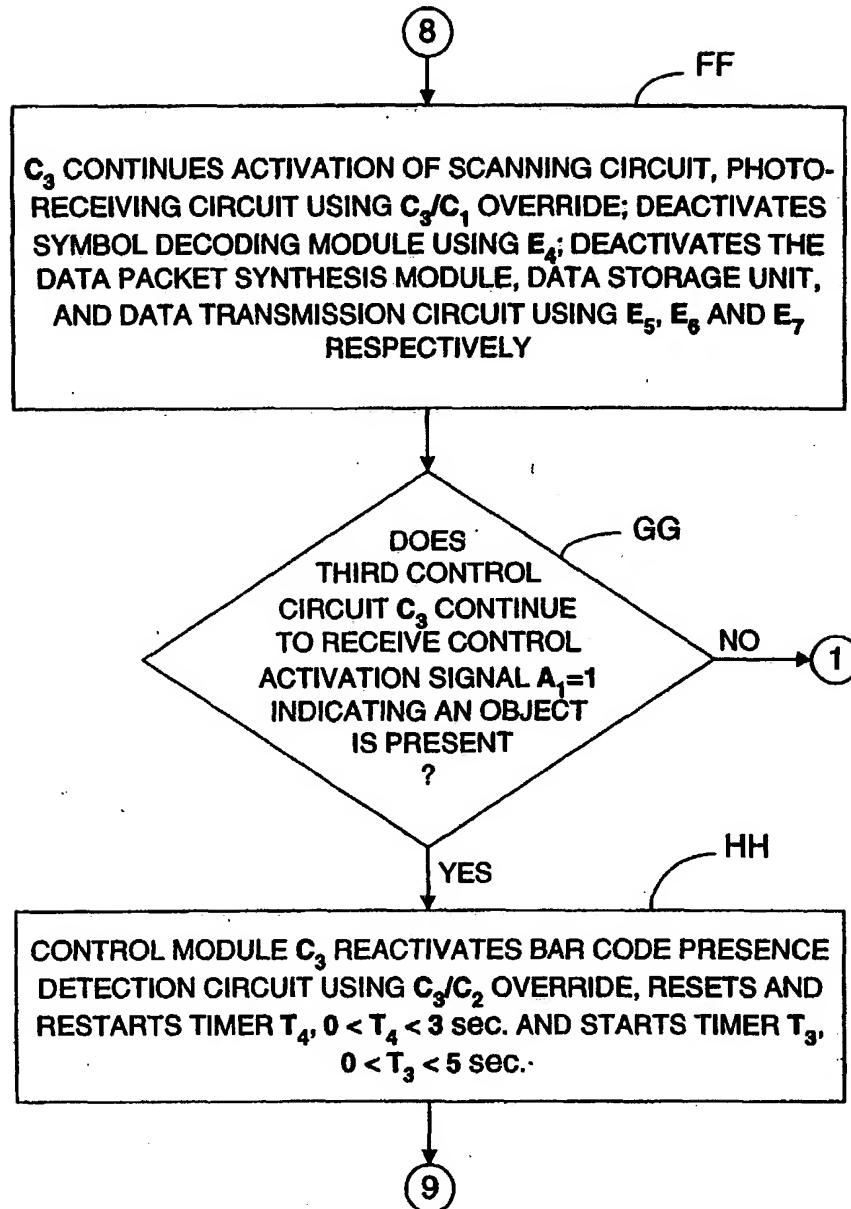 8
FF
C₃ CONTINUES ACTIVATION OF SCANNING CIRCUIT, PHOTO-
RECEIVING CIRCUIT USING C₃/C₁ OVERRIDE; DEACTIVATES
SYMBOL DECODING MODULE USING E₄; DEACTIVATES THE
DATA PACKET SYNTHESIS MODULE, DATA STORAGE UNIT,
AND DATA TRANSMISSION CIRCUIT USING E₅, E₆ AND E₇
RESPECTIVELY
GG
DOES
THIRD CONTROL
CIRCUIT C₃ CONTINUE
TO RECEIVE CONTROL
ACTIVATION SIGNAL A₁=1
INDICATING AN OBJECT
IS PRESENT
?
NO
1
YES
HH
CONTROL MODULE C₃ REACTIVATES BAR CODE PRESENCE
DETECTION CIRCUIT USING C₃/C₂ OVERRIDE, RESETS AND
RESTARTS TIMER T₄, 0 < T₄ < 3 sec. AND STARTS TIMER T₃,
0 < T₃ < 5 sec.
9